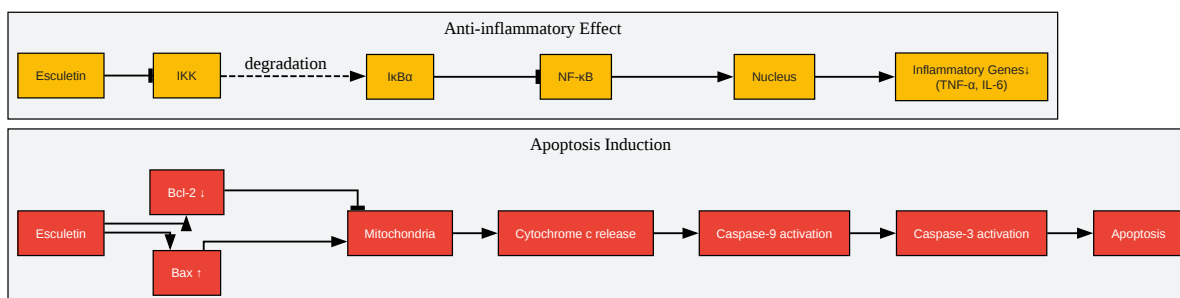 Anti-inflammatory Effect
Esculetin
IKK
degradation
IκBα
NF-κB
Nucleus
Inflammatory Genes↓
(TNF-α, IL-6)
Apoptosis Induction
Bcl-2 ↓
Esculetin
Mitochondria
Cytochrome c release
Caspase-9 activation
Caspase-3 activation
Apoptosis
Bax ↑